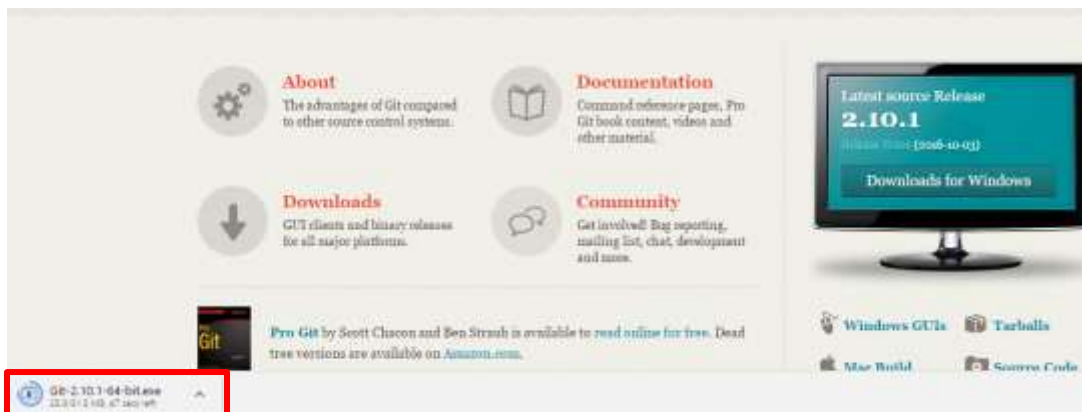 About
The advantages of Git compared
to other source control systems.
Documentation
Command reference pages, Pro
Git book content, videos and
other material.
Downloads
GUI clients and binary releases
for all major platforms.
Community
Get involved! Bug reporting,
mailing list, chat, development
and more.
Latest source Release
2.10.1
(2016-10-03)
Downloads for Windows
Pro Git by Scott Chacon and Ben Straub is available to read online for free. Dead
tree versions are available on Amazon.com.
Git
Windows GUIs
Tarballs
Mac Build
Source Code
Git-2.10.1-64-bit.exe